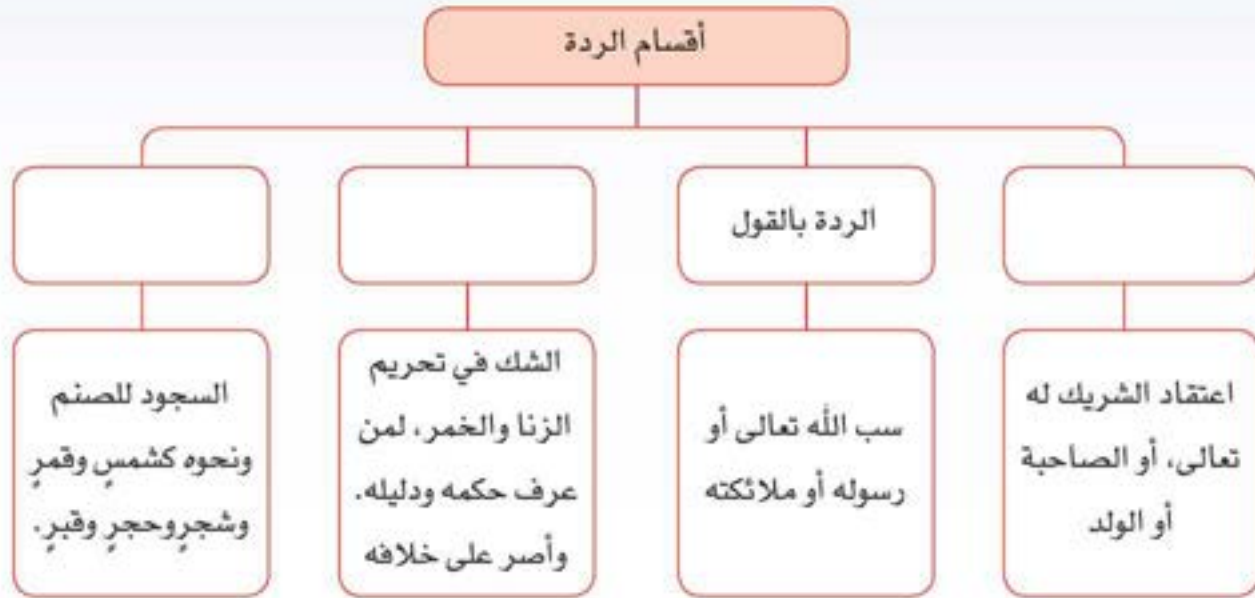 أقسام الردة
الردة بالقول
اعتقاد الشريك له
تعالى، أو الصاحبة
أو الولد
سب الله تعالى أو
رسوله أو ملائكته
الشك في تحريم
الزنا والخمر، لمن
عرف حكمه ودليله.
وأصر على خلافه
السجود للصنم
ونحوه كشمسٍ وقمرٍ
وشجرٍ وحجرٍ وقبرٍ.